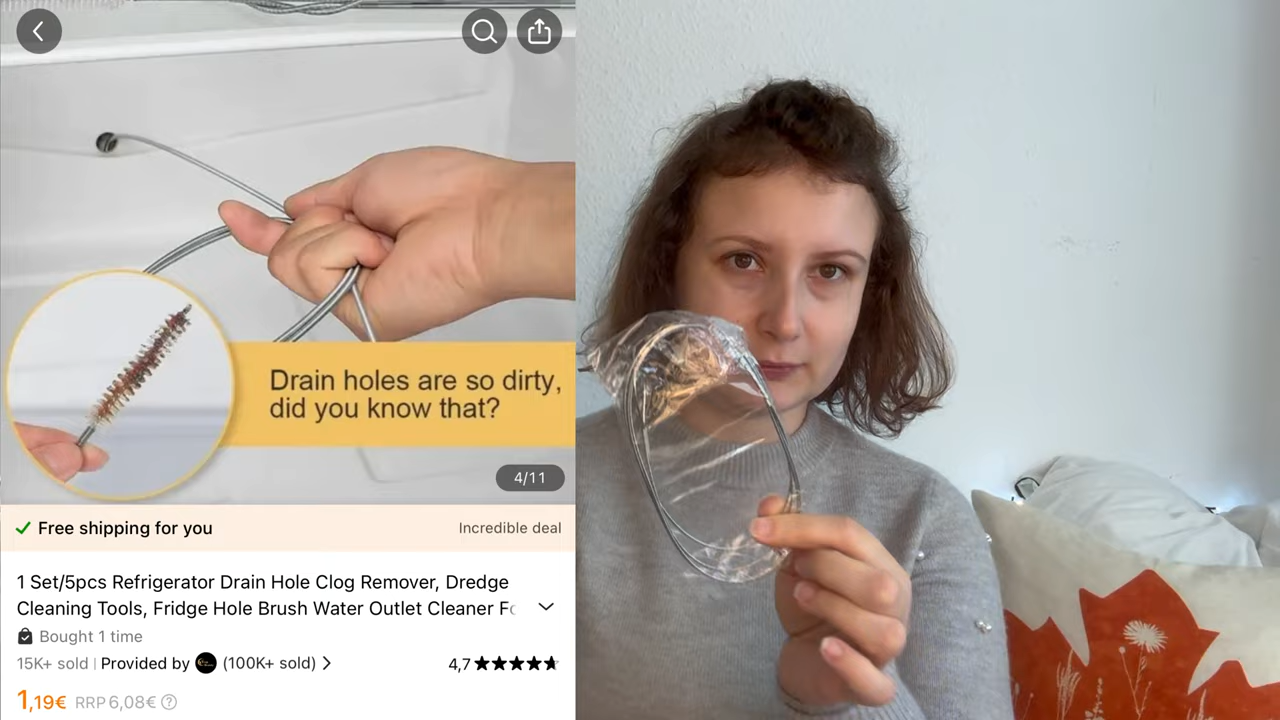 Drain holes are so dirty,
did you know that?
4/11
Free shipping for you
Incredible deal
1 Set/5pcs Refrigerator Drain Hole Clog Remover, Dredge
Cleaning Tools, Fridge Hole Brush Water Outlet Cleaner Fo
Bought 1 time
15K+ sold | Provided by (100K+ sold)
4,7
1,19€ RRP 6,08€